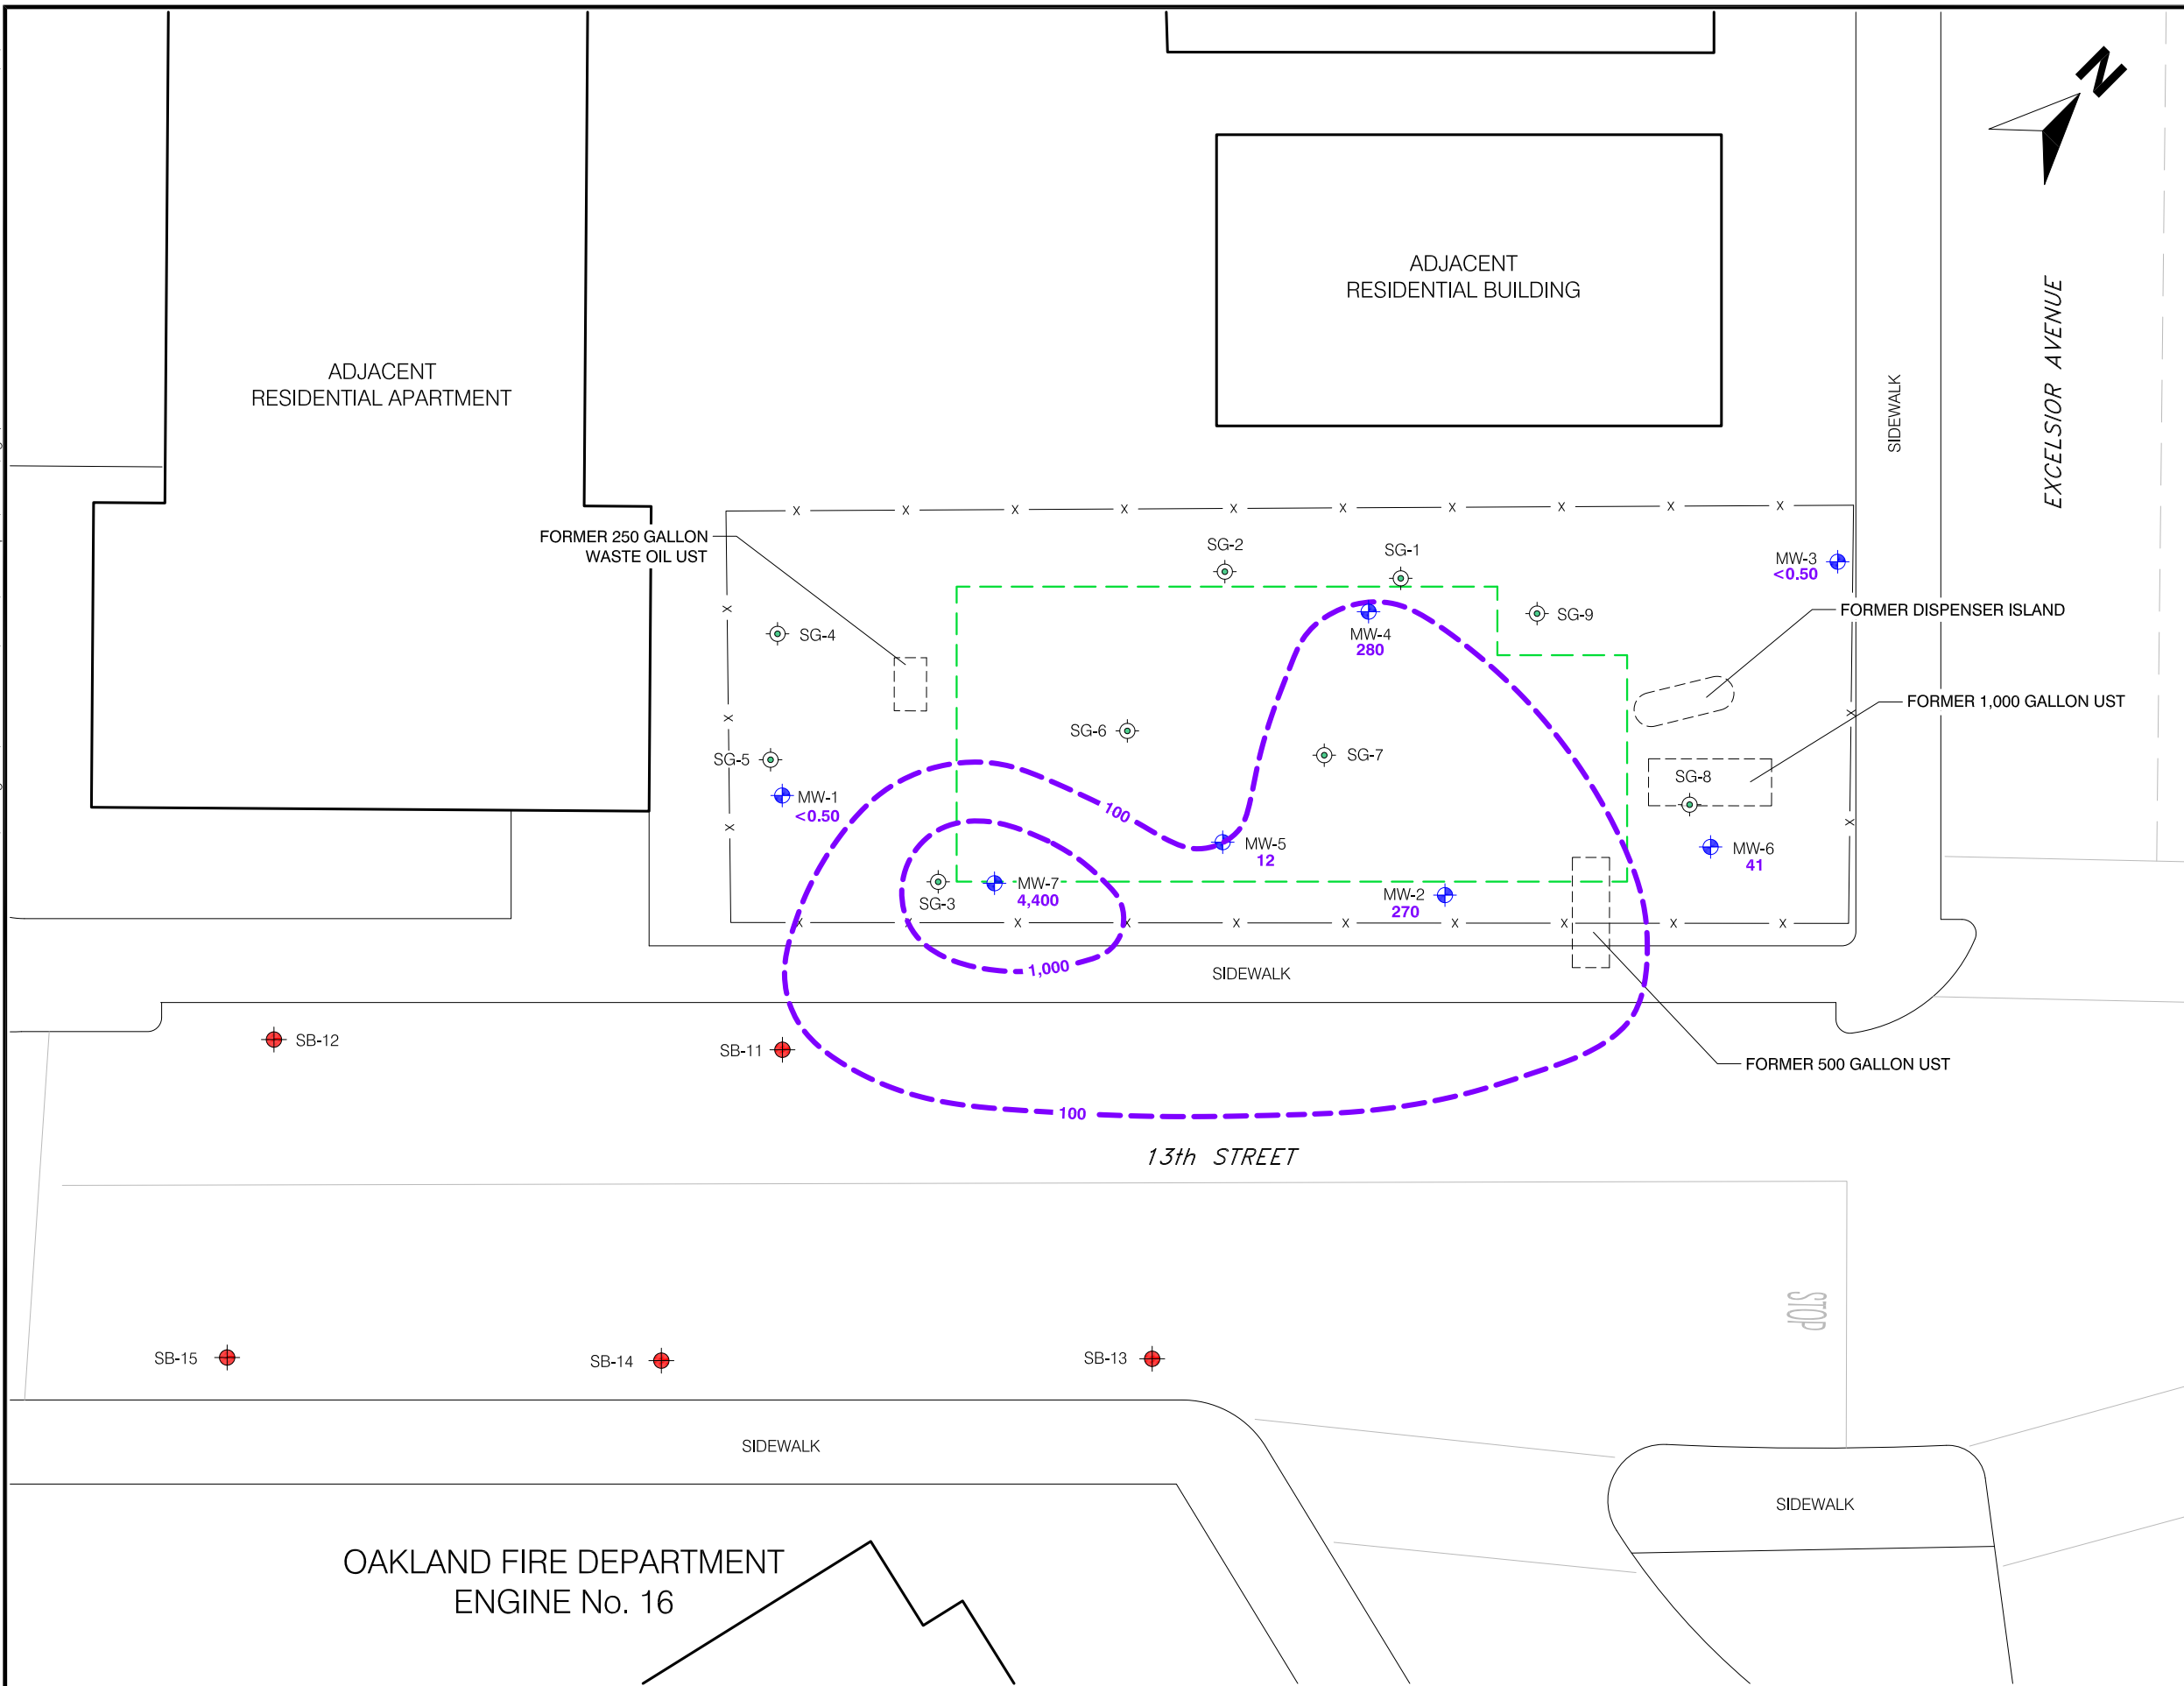 N
ADJACENT
RESIDENTIAL BUILDING
ADJACENT
RESIDENTIAL APARTMENT
SIDEWALK
EXCELSIOR AVENUE
FORMER 250 GALLON
WASTE OIL UST
X X X X X X X X X X
SG-2
SG-1
MW-3
<0.50
SG-9
FORMER DISPENSER ISLAND
X
SG-4
MW-4
280
FORMER 1,000 GALLON UST
X
X
SG-6
SG-7
SG-5
SG-8
MW-1
<0.50
100
X
X
MW-5
12
MW-6
41
SG-3
MW-7
4,400
MW-2
270
X X X X X X X X X X
1,000
SIDEWALK
SB-12
SB-11
FORMER 500 GALLON UST
100
13th STREET
STOP
SB-15
SB-14
SB-13
SIDEWALK
SIDEWALK
OAKLAND FIRE DEPARTMENT
ENGINE No. 16